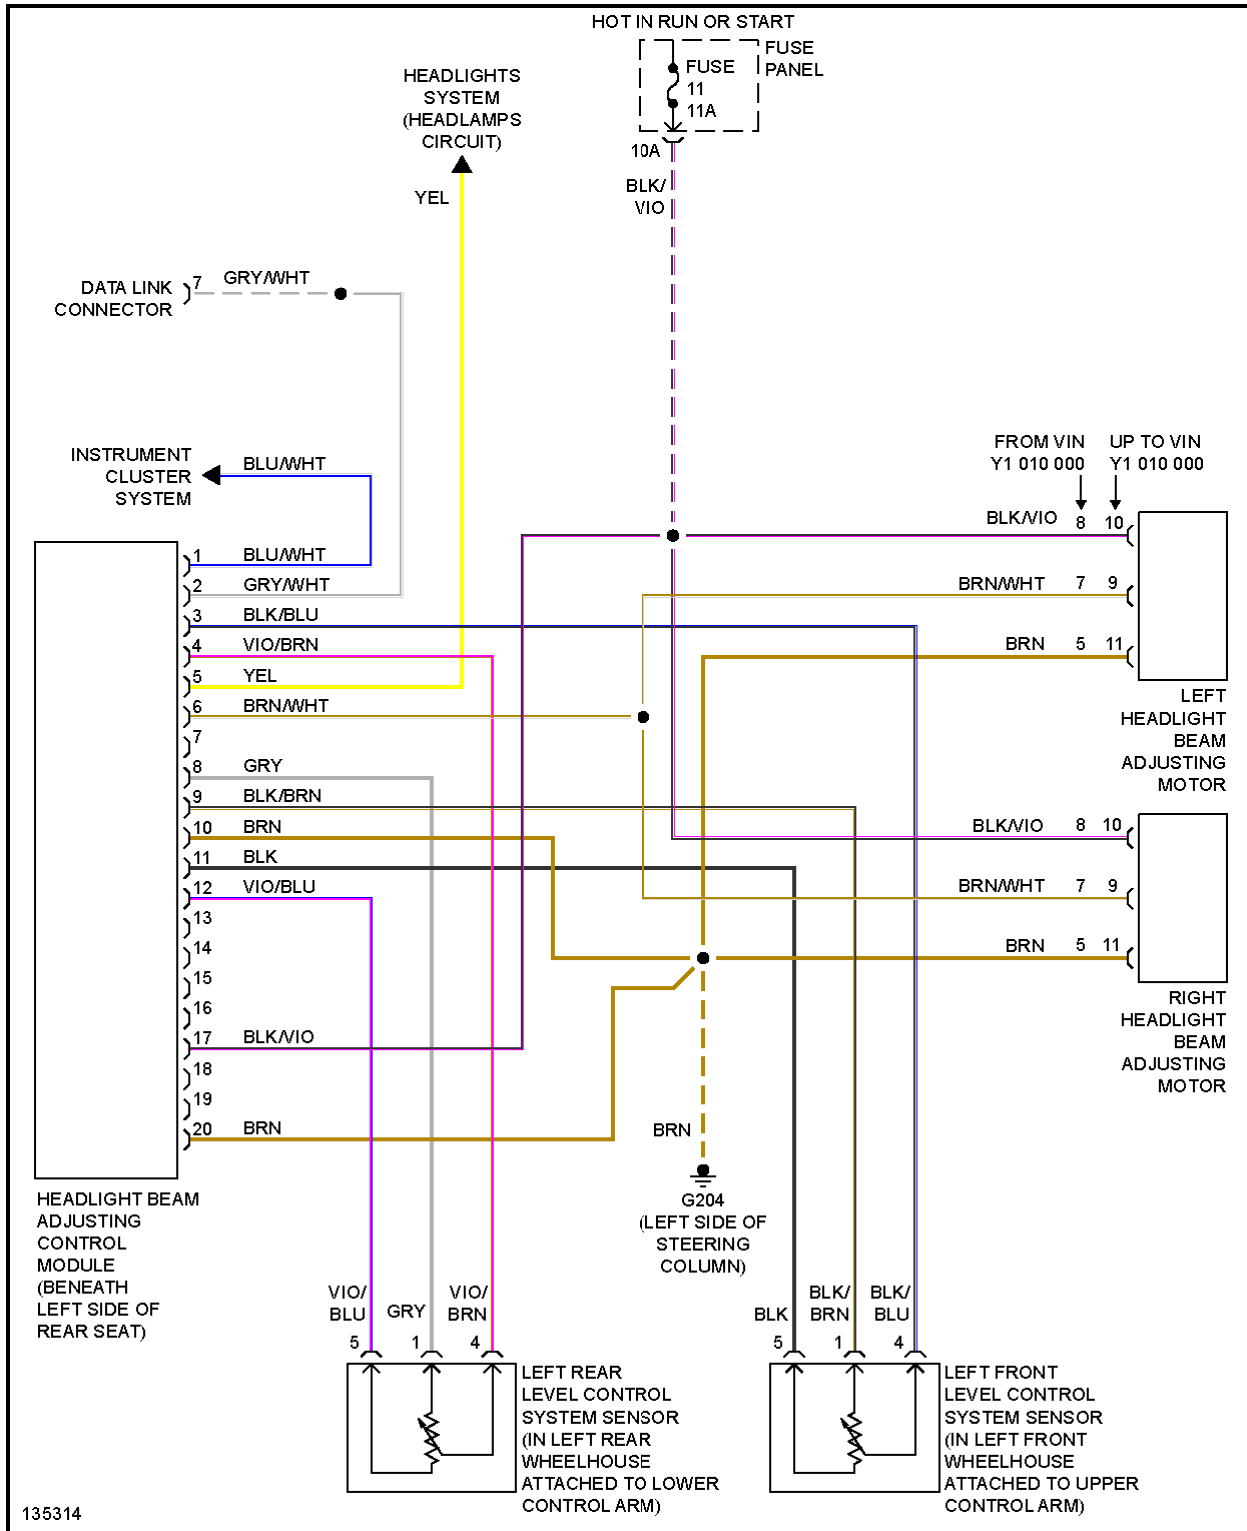 HOT IN RUN OR START
FUSE
PANEL
FUSE
11
11A
10A
BLK/
VIO
HEADLIGHTS
SYSTEM
(HEADLAMPS
CIRCUIT)
YEL
DATA LINK
CONNECTOR
7
GRY/WHT
INSTRUMENT
CLUSTER
SYSTEM
BLU/WHT
FROM VIN
Y1 010 000
UP TO VIN
Y1 010 000
1 BLU/WHT
2 GRY/WHT
3 BLK/BLU
4 VIO/BRN
5 YEL
6 BRN/WHT
7
8 GRY
9 BLK/BRN
10 BRN
11 BLK
12 VIO/BLU
13
14
15
16
17 BLK/VIO
18
19
20 BRN
HEADLIGHT BEAM
ADJUSTING
CONTROL
MODULE
(BENEATH
LEFT SIDE OF
REAR SEAT)
BLK/VIO 8 10
BRN/WHT 7 9
BRN 5 11
LEFT
HEADLIGHT
BEAM
ADJUSTING
MOTOR
BLK/VIO 8 10
BRN/WHT 7 9
BRN 5 11
RIGHT
HEADLIGHT
BEAM
ADJUSTING
MOTOR
BRN
G204
(LEFT SIDE OF
STEERING
COLUMN)
VIO/
BLU
5
GRY
1
VIO/
BRN
4
LEFT REAR
LEVEL CONTROL
SYSTEM SENSOR
(IN LEFT REAR
WHEELHOUSE
ATTACHED TO LOWER
CONTROL ARM)
BLK
5
BLK/
BRN
1
BLK/
BLU
4
LEFT FRONT
LEVEL CONTROL
SYSTEM SENSOR
(IN LEFT FRONT
WHEELHOUSE
ATTACHED TO UPPER
CONTROL ARM)
135314